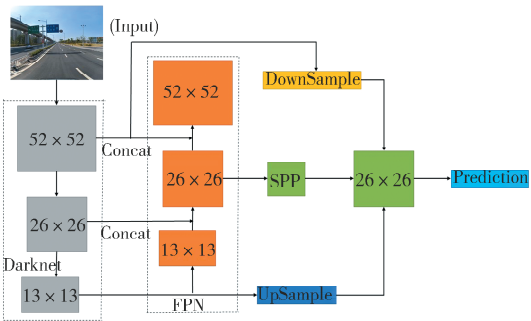 (Input)
DownSample
52 × 52
52 × 52
Concat
26 × 26
SPP
26 × 26
Prediction
26 × 26
Concat
13 × 13
Darknet
13 × 13
FPN
UpSample